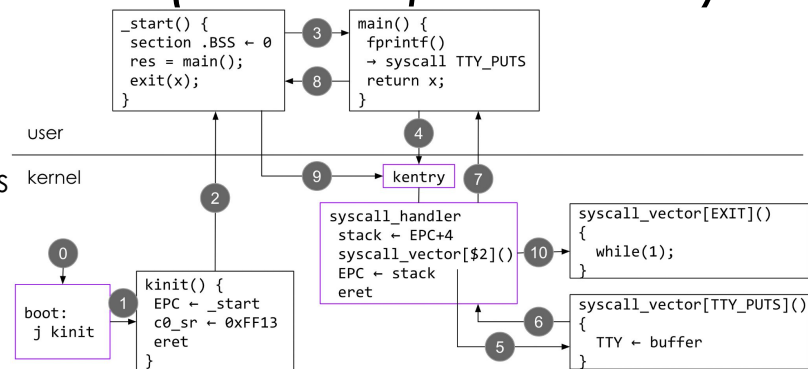 _start() {
section .BSS ← 0
res = main();
exit(x);
}
3
8
main() {
fprintf()
→ syscall TTY_PUTS
return x;
}
user
4
kernel
9
kentry
7
2
syscall_handler
stack ← EPC+4
syscall_vector[$2]()
EPC ← stack
eret
10
syscall_vector[EXIT]()
{
while(1);
}
0
boot:
j kinit
1
kinit() {
EPC ← _start
c0_sr ← 0xFF13
eret
}
6
5
syscall_vector[TTY_PUTS]()
{
TTY ← buffer
}